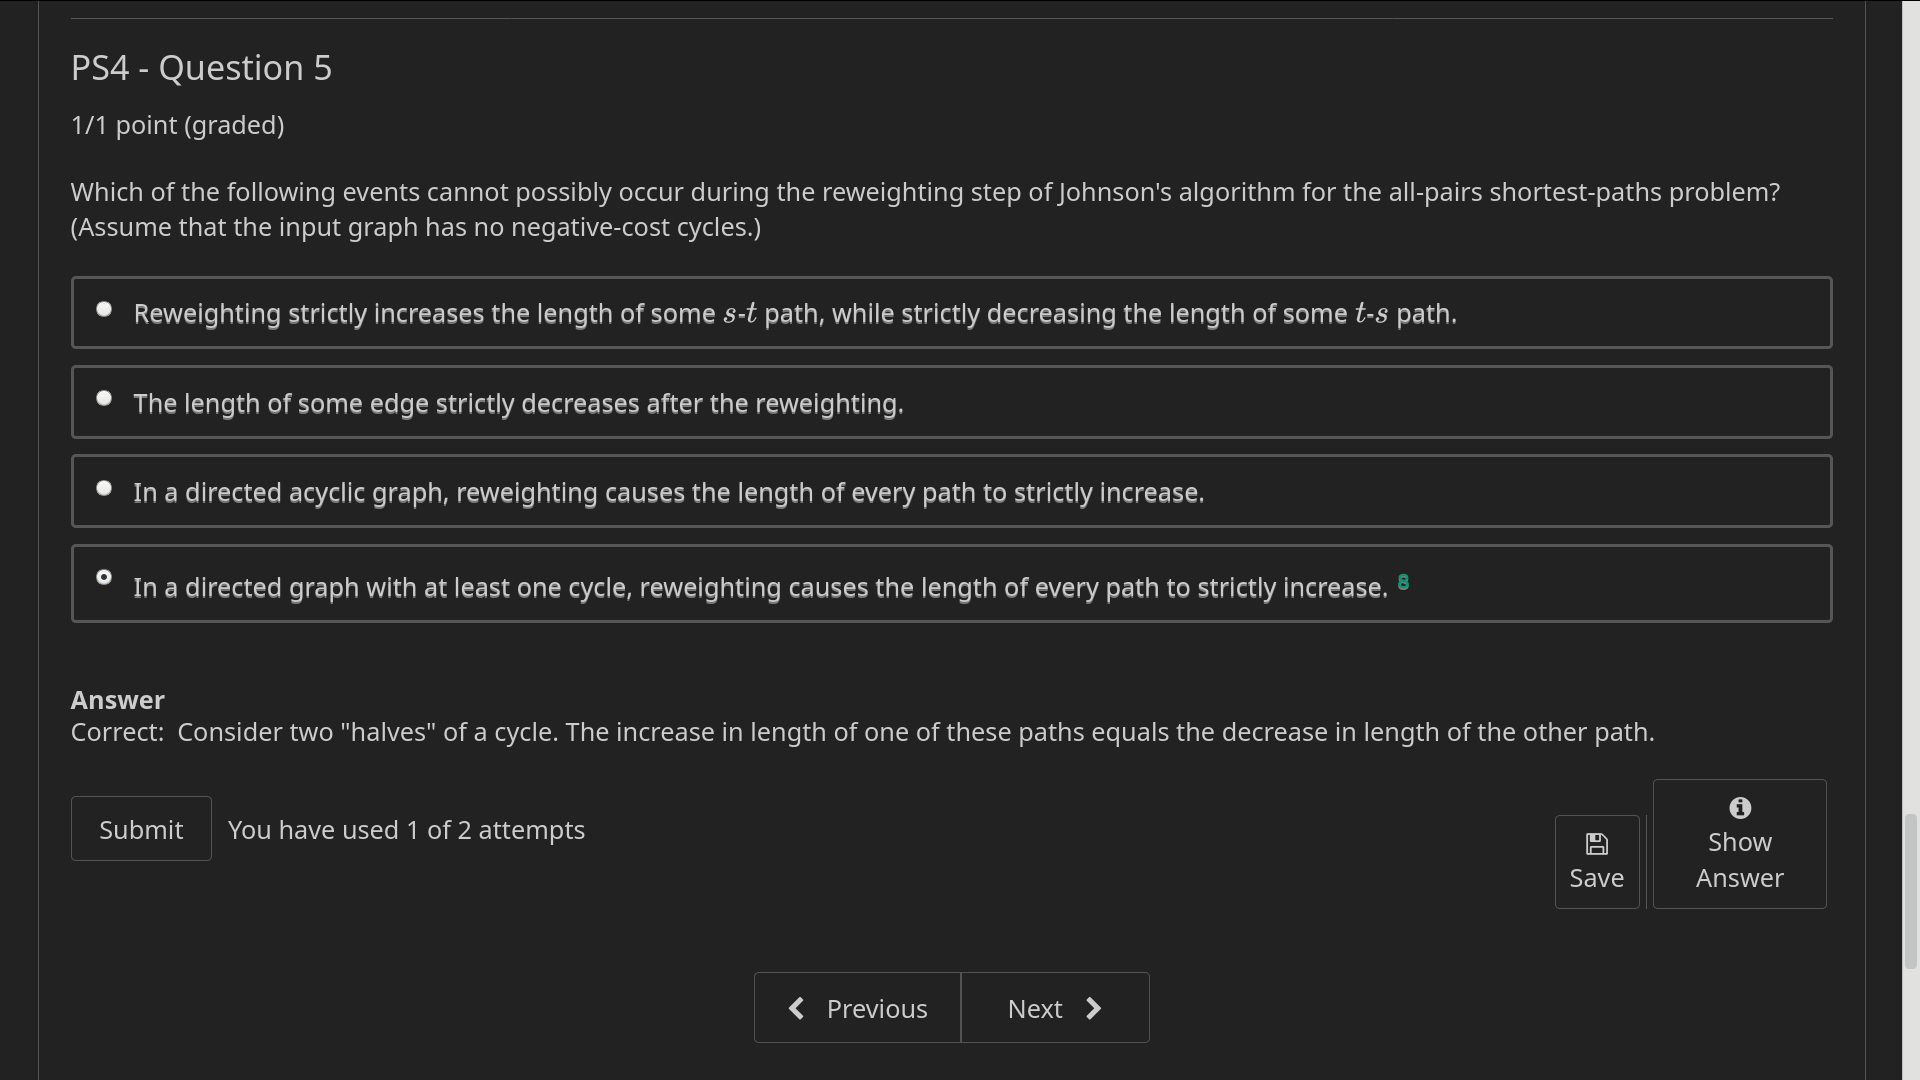 PS4 - Question 5
1/1 point (graded)
Which of the following events cannot possibly occur during the reweighting step of Johnson's algorithm for the all-pairs shortest-paths problem?
(Assume that the input graph has no negative-cost cycles.)
Reweighting strictly increases the length of some s-t path, while strictly decreasing the length of some t-s path.
The length of some edge strictly decreases after the reweighting.
In a directed acyclic graph, reweighting causes the length of every path to strictly increase.
In a directed graph with at least one cycle, reweighting causes the length of every path to strictly increase. 8
Answer
Correct: Consider two "halves" of a cycle. The increase in length of one of these paths equals the decrease in length of the other path.
Submit You have used 1 of 2 attempts
Save
Show
Answer
Previous Next